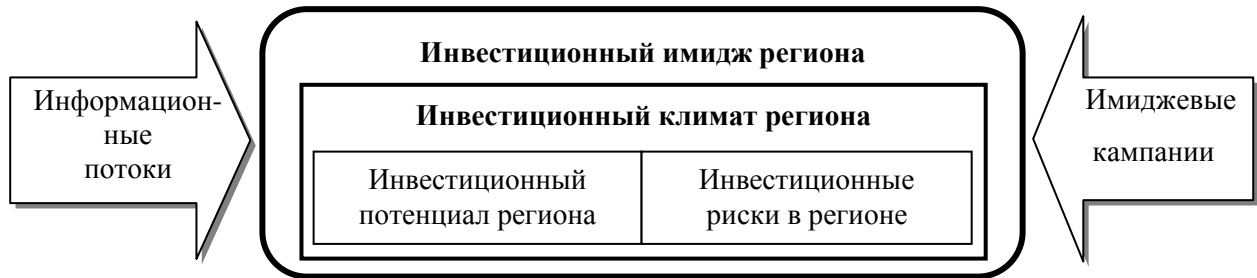 Инвестиционный имидж региона
Информацион-
ные
потоки
Инвестиционный климат региона
Инвестиционный
потенциал региона
Инвестиционные
риски в регионе
Имиджевые
кампании